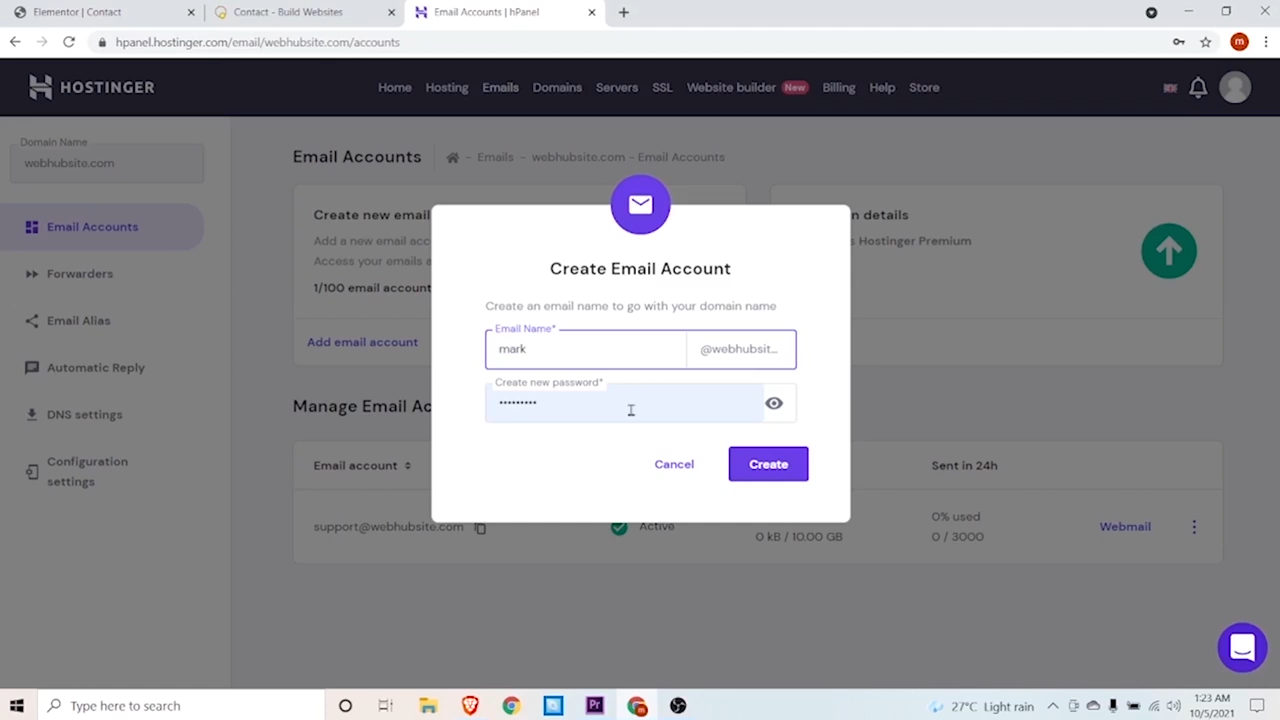 Elementor | Contact
Contact - Build Websites
Email Accounts | hPanel
hpanel.hostinger.com/email/webhubsite.com/accounts
m
HOSTINGER
Home Hosting Emails Domains Servers SSL Website builder New Billing Help Store
Domain Name
webhubsite.com
Email Accounts
Forwarders
Email Alias
Automatic Reply
DNS settings
Configuration
settings
Email Accounts - Emails - webhubsite.com - Email Accounts
Create new email
Add a new email acc
Access your emails a
1/100 email account
Add email account
n details
s Hostinger Premium
Create Email Account
Create an email name to go with your domain name
Email Name*
mark @webhubsit...
Create new password*
•••••••••
Cancel Create
Manage Email Ac
Email account Sent in 24h
support@webhubsite.com Active 0 kB / 10.00 GB 0% used
0 / 3000 Webmail
Type here to search
Pr
m
27°C Light rain
1:23 AM
10/5/2021